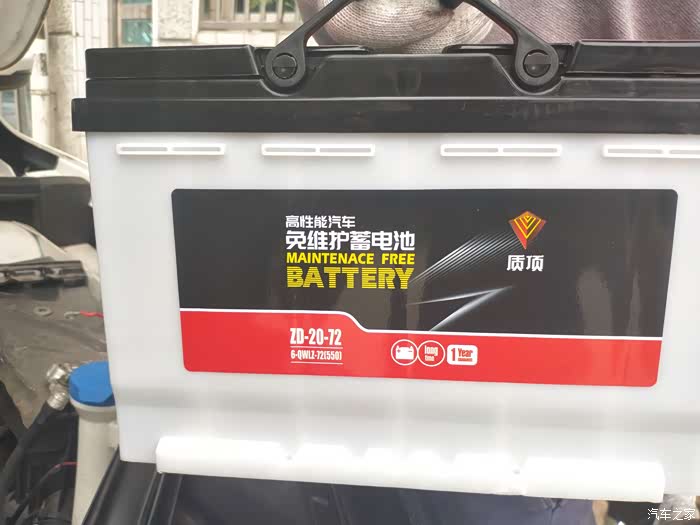 高性能汽车
免维护蓄电池
MAINTENACE FREE
BATTERY
质顶
ZD-20-72
6-QWLZ-72(550)
long
1 Year
汽车之家